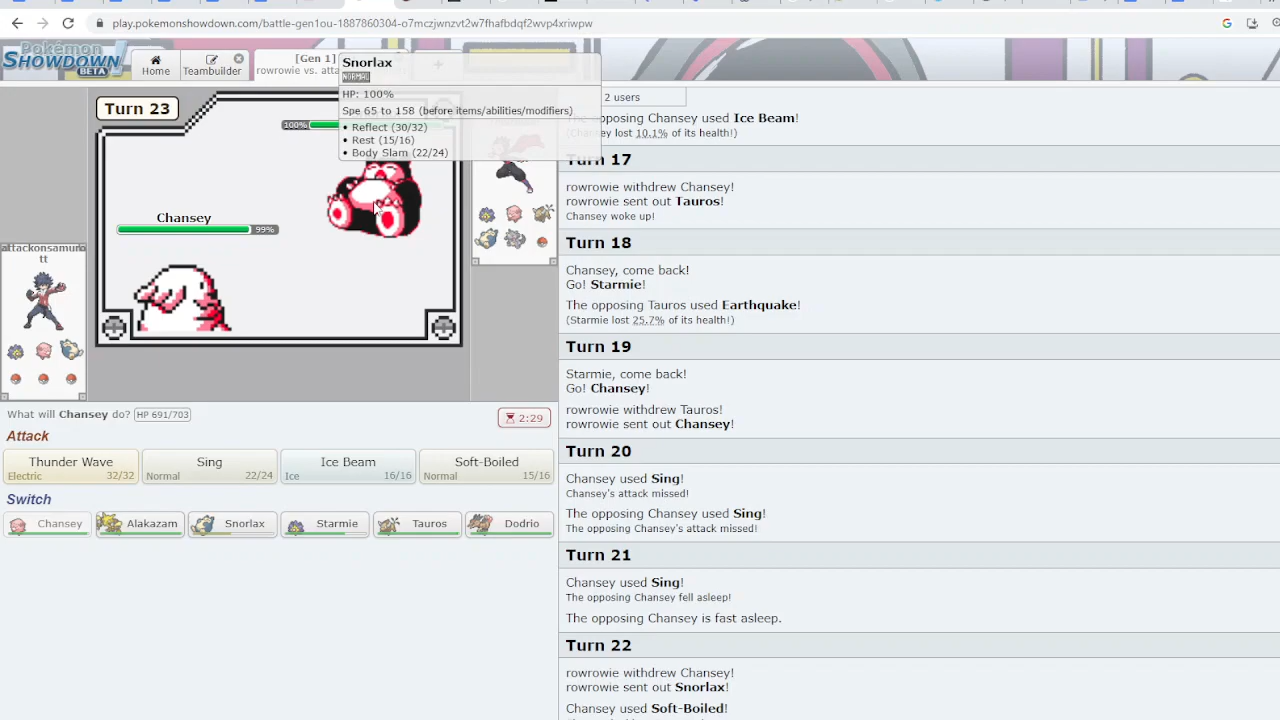 play.pokemonshowdown.com/battle-gen1ou-1887860304-o7mczjwnzvt2w7fhafbdqf2wvp4xriwpw
Pokémon
SHOWDOWN!
BETA
Home
Teambuilder
[Gen 1]
rowrowie vs. atta
Snorlax
NORMAL
HP: 100%
Spe 65 to 158 (before items/abilities/modifiers)
• Reflect (30/32)
• Rest (15/16)
• Body Slam (22/24)
Turn 23
100%
Chansey
99%
attackonsamuro
tt
What will Chansey do? HP 691/703
2:29
Attack
Thunder Wave
Electric 32/32
Sing
Normal 22/24
Ice Beam
Ice 16/16
Soft-Boiled
Normal 15/16
Switch
Chansey
Alakazam
Snorlax
Starmie
Tauros
Dodrio
2 users
opposing Chansey used Ice Beam!
Chansey lost 10.1% of its health!)
Turn 17
rowrowie withdrew Chansey!
rowrowie sent out Tauros!
Chansey woke up!
Turn 18
Chansey, come back!
Go! Starmie!
The opposing Tauros used Earthquake!
(Starmie lost 25.7% of its health!)
Turn 19
Starmie, come back!
Go! Chansey!
rowrowie withdrew Tauros!
rowrowie sent out Chansey!
Turn 20
Chansey used Sing!
Chansey's attack missed!
The opposing Chansey used Sing!
The opposing Chansey's attack missed!
Turn 21
Chansey used Sing!
The opposing Chansey fell asleep!
The opposing Chansey is fast asleep.
Turn 22
rowrowie withdrew Chansey!
rowrowie sent out Snorlax!
Chansey used Soft-Boiled!